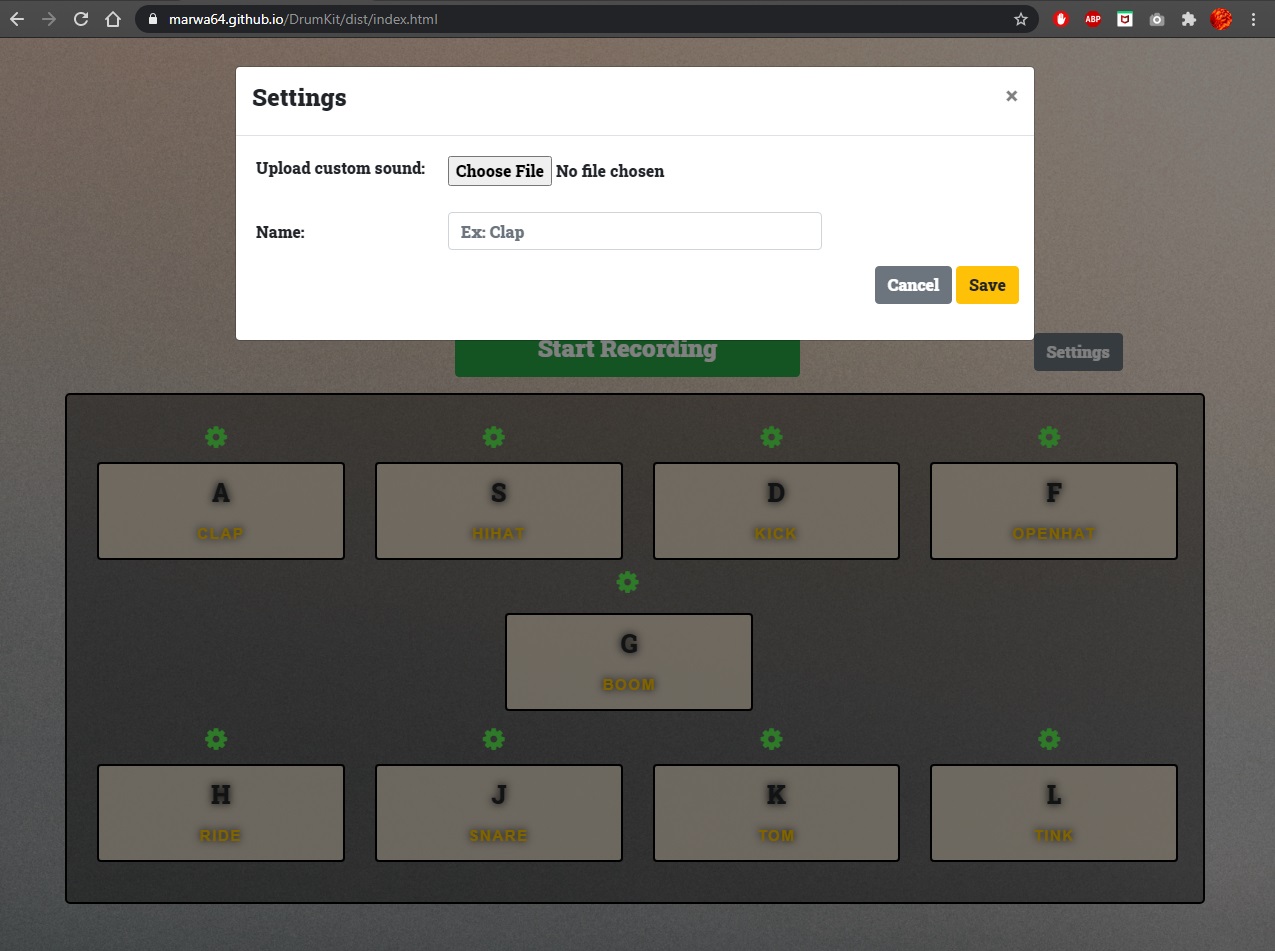 marwa64.github.io/DrumKit/dist/index.html
ABP
Settings
×
Upload custom sound:
Choose File No file chosen
Name:
Ex: Clap
Cancel Save
Start Recording
Settings
A
CLAP
S
HIHAT
D
KICK
F
OPENHAT
G
BOOM
H
RIDE
J
SNARE
K
TOM
L
TINK